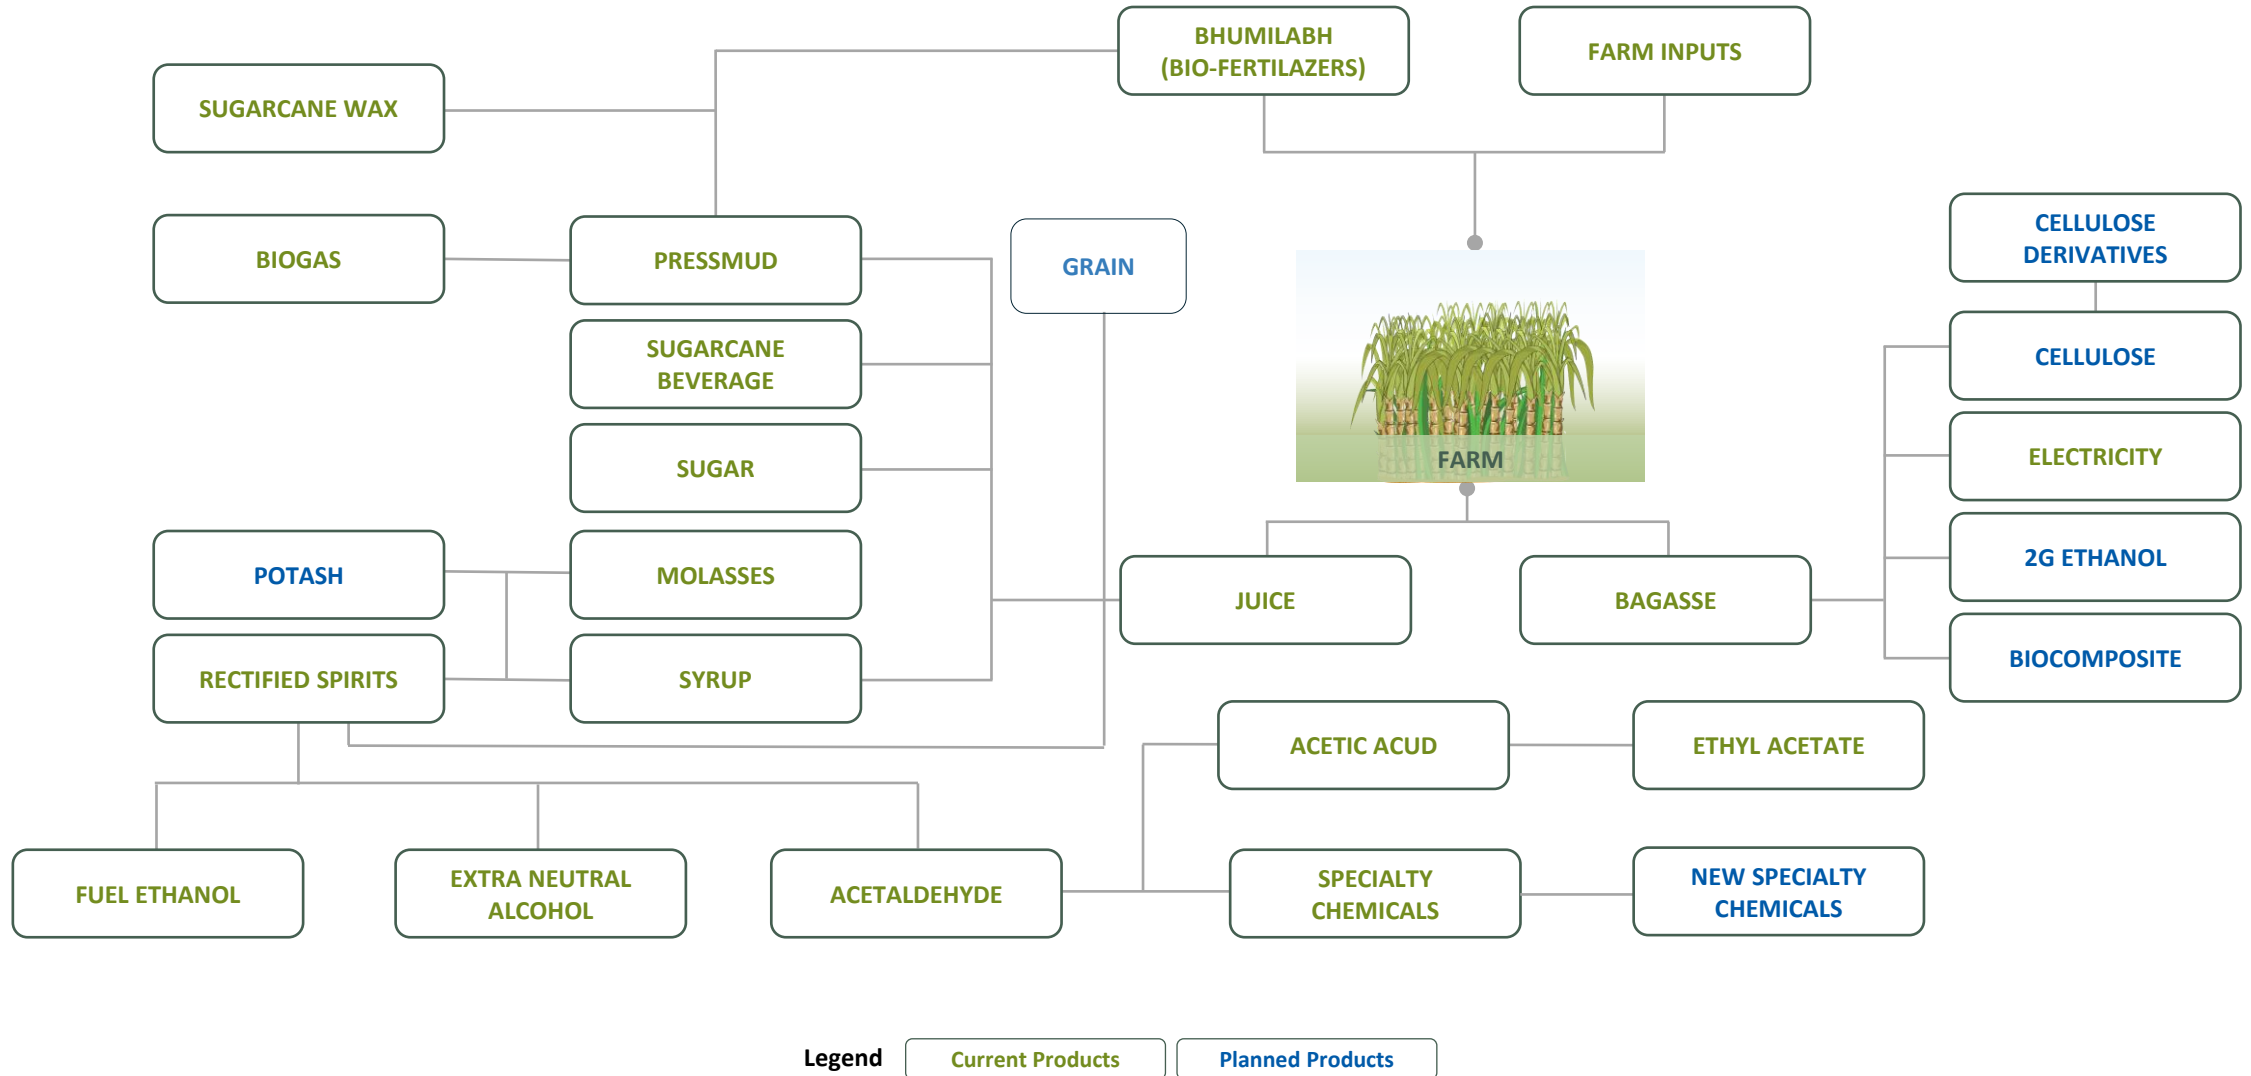 BHUMILABH
(BIO-FERTILAZERS)
FARM INPUTS
SUGARCANE WAX
CELLULOSE
DERIVATIVES
BIOGAS
PRESSMUD
GRAIN
SUGARCANE
BEVERAGE
CELLULOSE
SUGAR
FARM
ELECTRICITY
POTASH
MOLASSES
2G ETHANOL
JUICE
BAGASSE
RECTIFIED SPIRITS
SYRUP
BIOCOMPOSITE
ACETIC ACUD
ETHYL ACETATE
FUEL ETHANOL
EXTRA NEUTRAL
ALCOHOL
ACETALDEHYDE
SPECIALTY
CHEMICALS
NEW SPECIALTY
CHEMICALS
Legend
Current Products
Planned Products